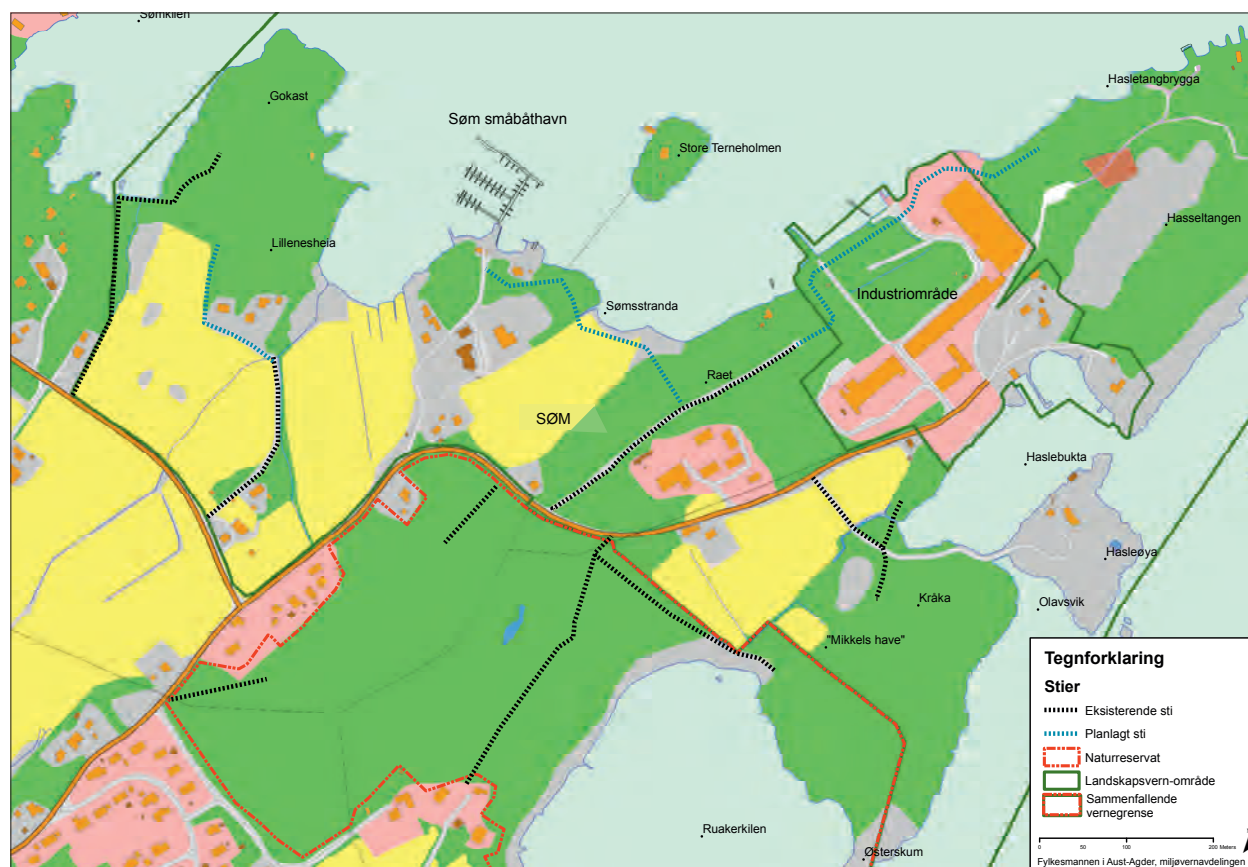 Sømkilen
Gokast
Hasletangbrygga
Søm småbåthavn
Store Terneholmen
Hasseltangen
Lillenesheia
Industriområde
Sømsstranda
Raet
SØM
Haslebukta
Hasleøya
Kråka
Olavsvik
"Mikkels have"
Ruakerkilen
Østerskum
Tegnforklaring
Stier
Eksisterende sti
Planlagt sti
Naturreservat
Landskapsvern-område
Sammenfallende
vernegrense
0 50 100 200 Meters
Fylkesmannen i Aust-Agder, miljøvernavdelingen